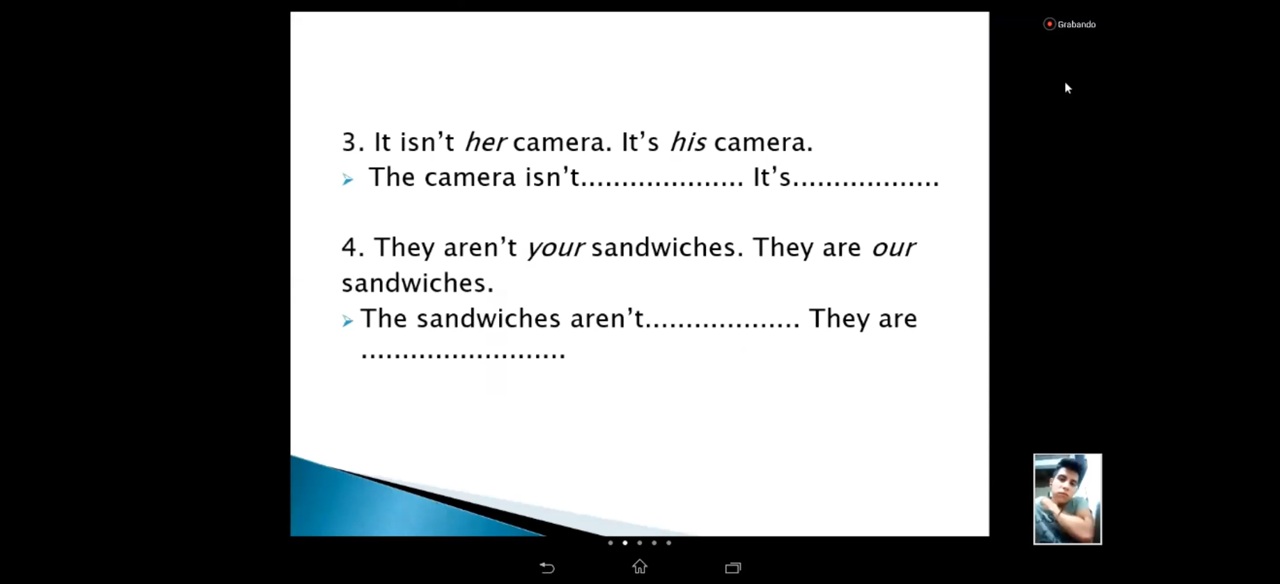 Grabando
3. It isn't her camera. It's his camera.
The camera isn't.................... It's..................
4. They aren't your sandwiches. They are our
sandwiches.
The sandwiches aren't................... They are
.........................